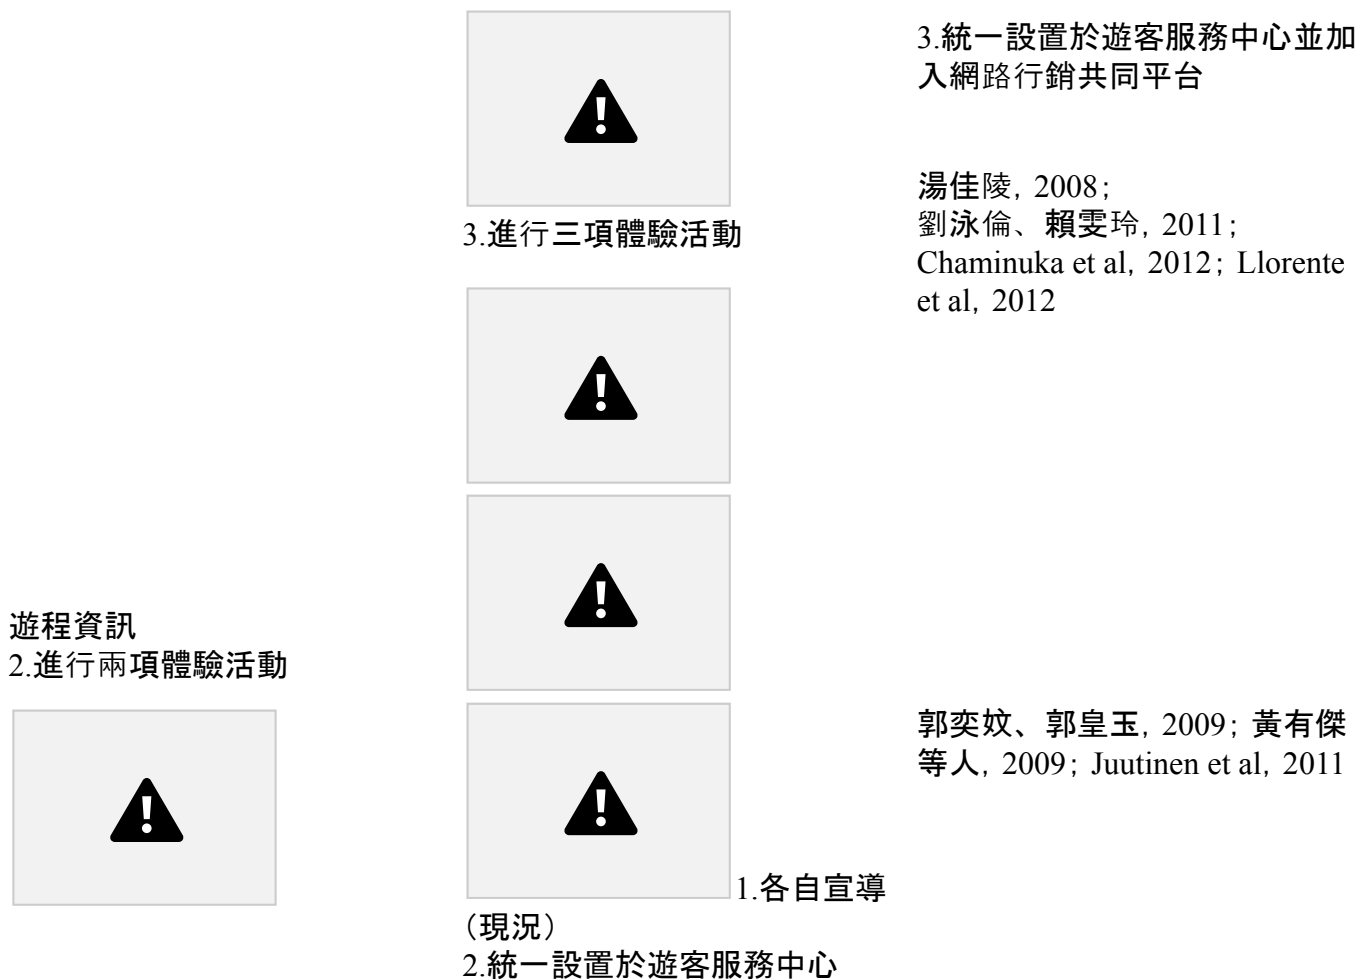 遊程資訊
2.進行兩項體驗活動
3.進行三項體驗活動
1.各自宣導
（現況）
2.統一設置於遊客服務中心
3.統一設置於遊客服務中心並加
入網路行銷共同平台
湯佳陵, 2008；
劉泳倫、賴雯玲, 2011；
Chaminuka et al, 2012；Llorente
et al, 2012
郭奕妏、郭皇玉, 2009；黃有傑
等人, 2009；Juutinen et al, 2011